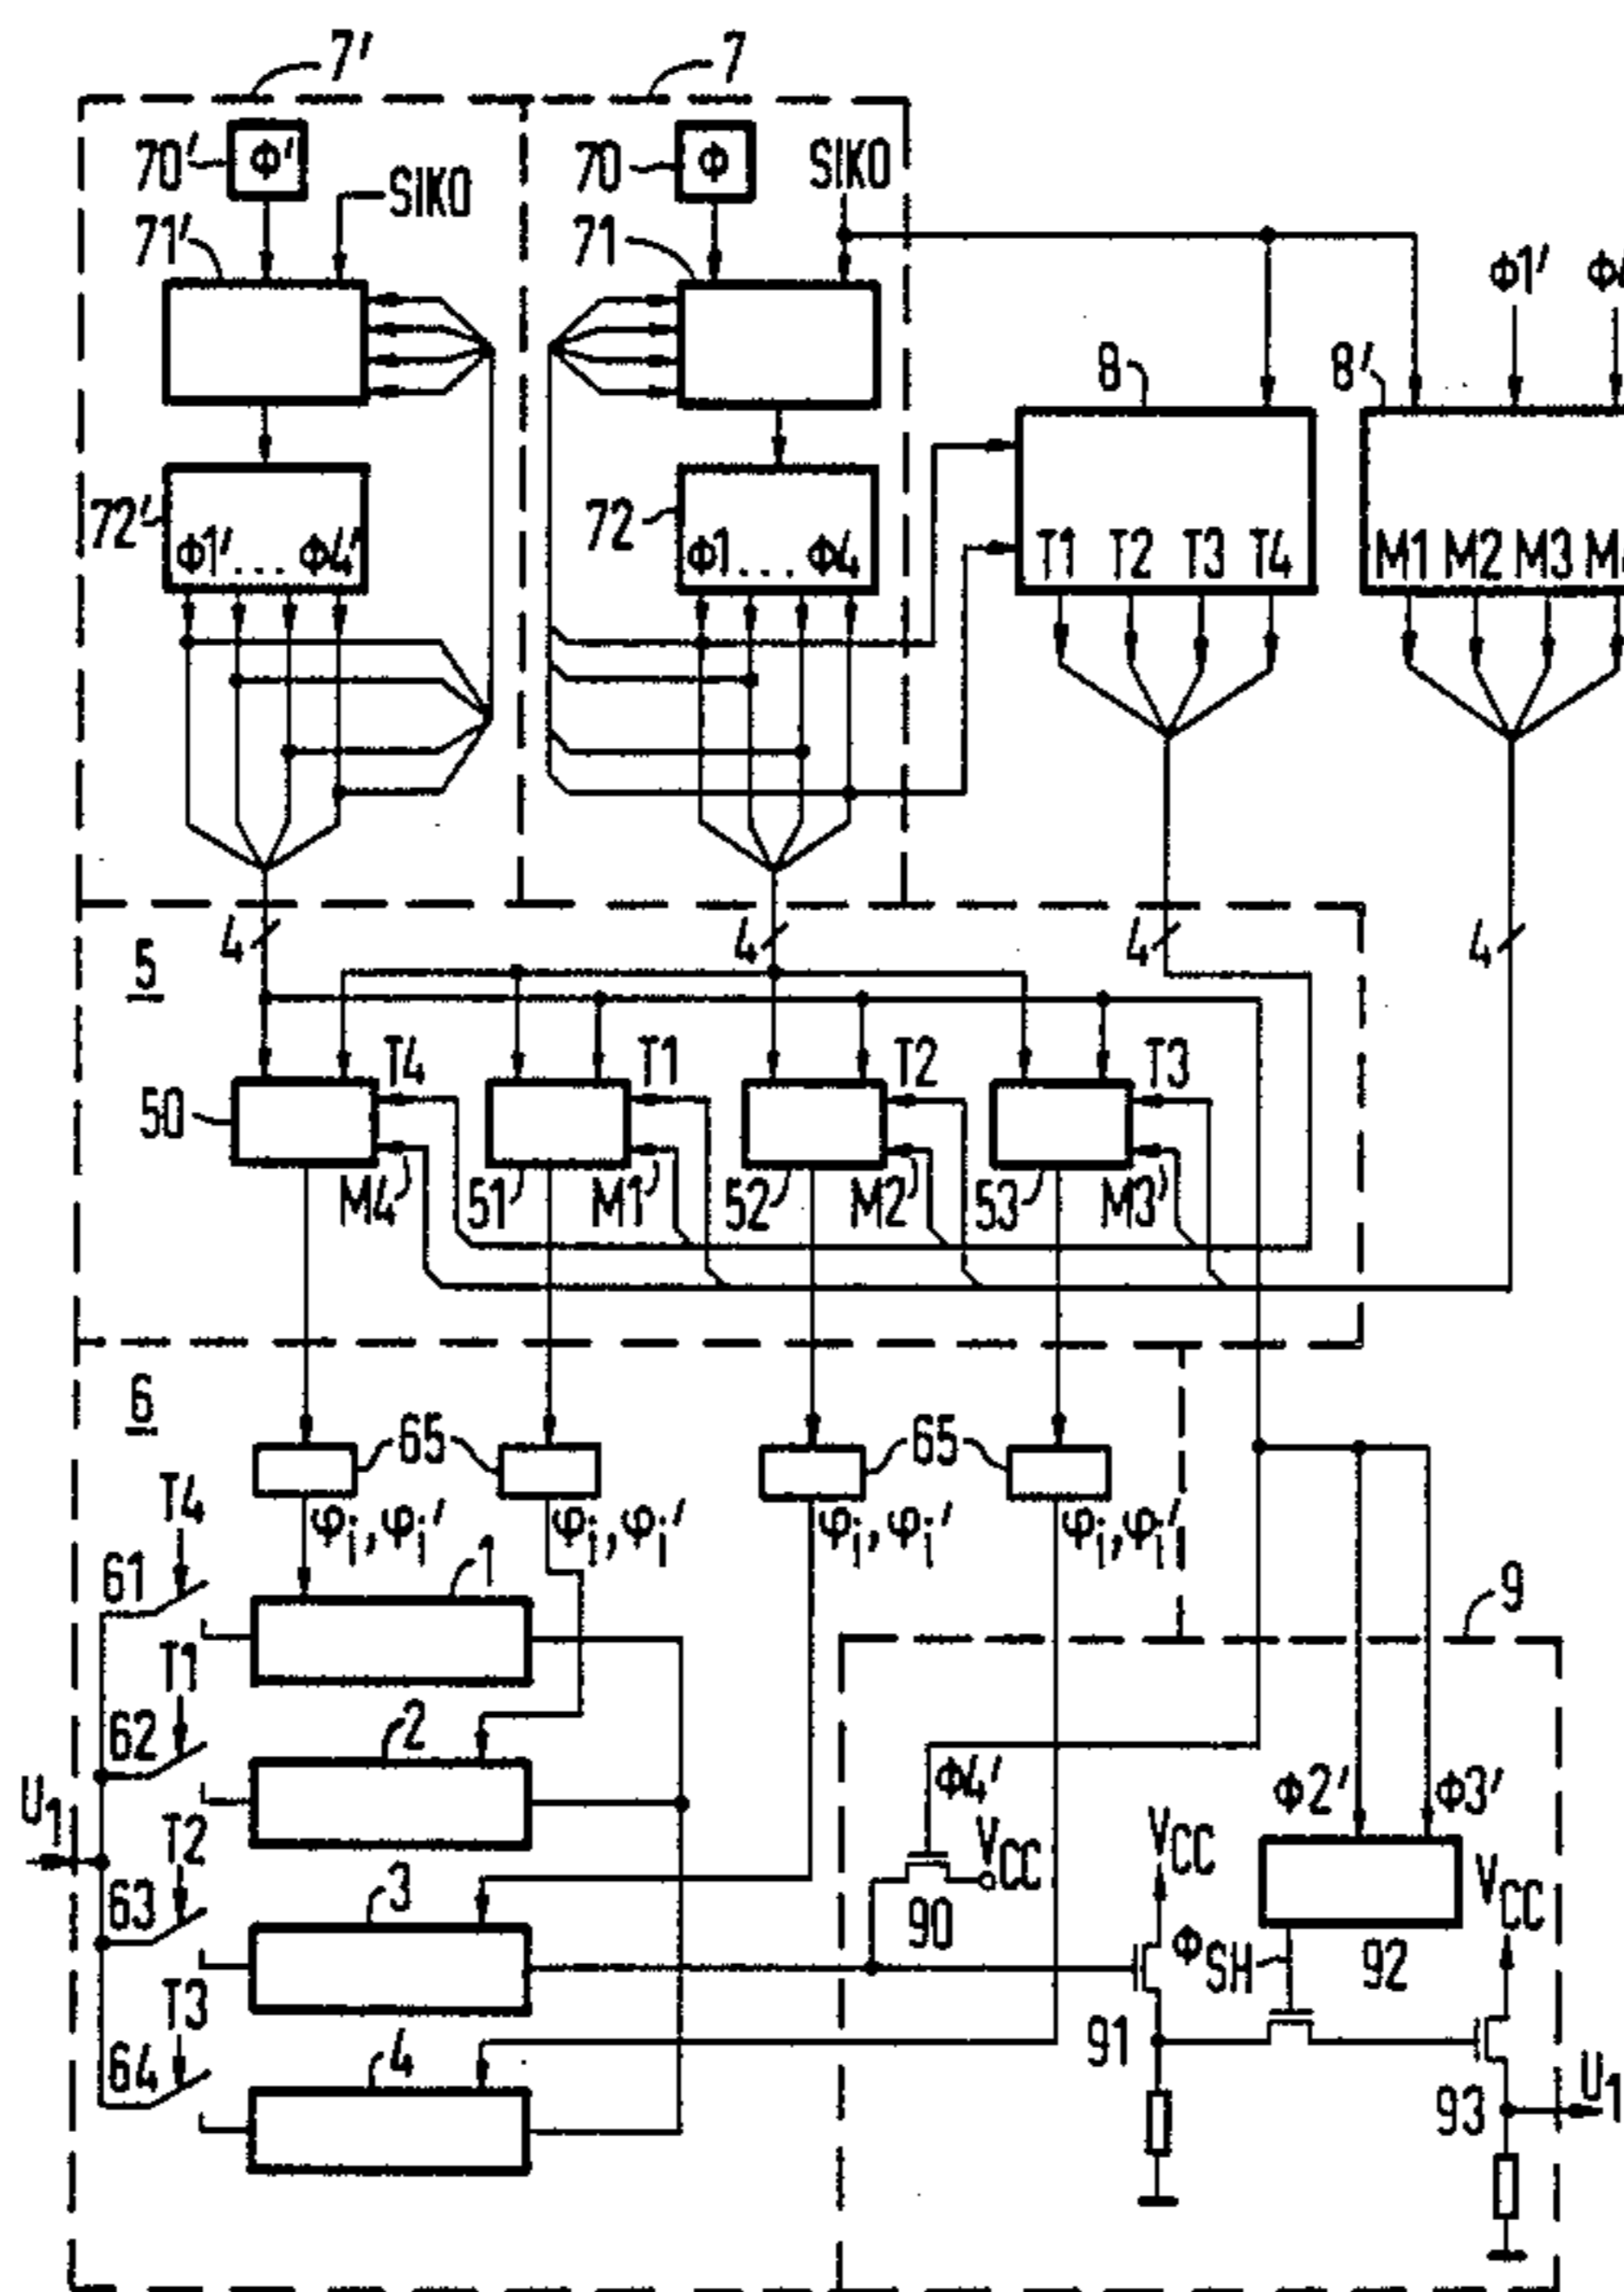 7' 7
70' Φ' SIKO 70 Φ SIKO
71' 71 Φ1'
8 8'
72' Φ1' ... Φ4' 72 Φ1 ... Φ4 T1 T2 T3 T4 M1 M2 M3
4 4 4 4
5
T4 T1 T2 T3
50
M4 51 M1 52 M2 53 M3
6
65 65
T4 φi, φi' φi, φi' φi, φi' φi, φi'
61 1 9
T1
62 2
U1 T2 Φ4' Φ2' Φ3'
VCC VCC
63 3 VCC
90 ΦSH 92
T3
64 4 91 U1
93